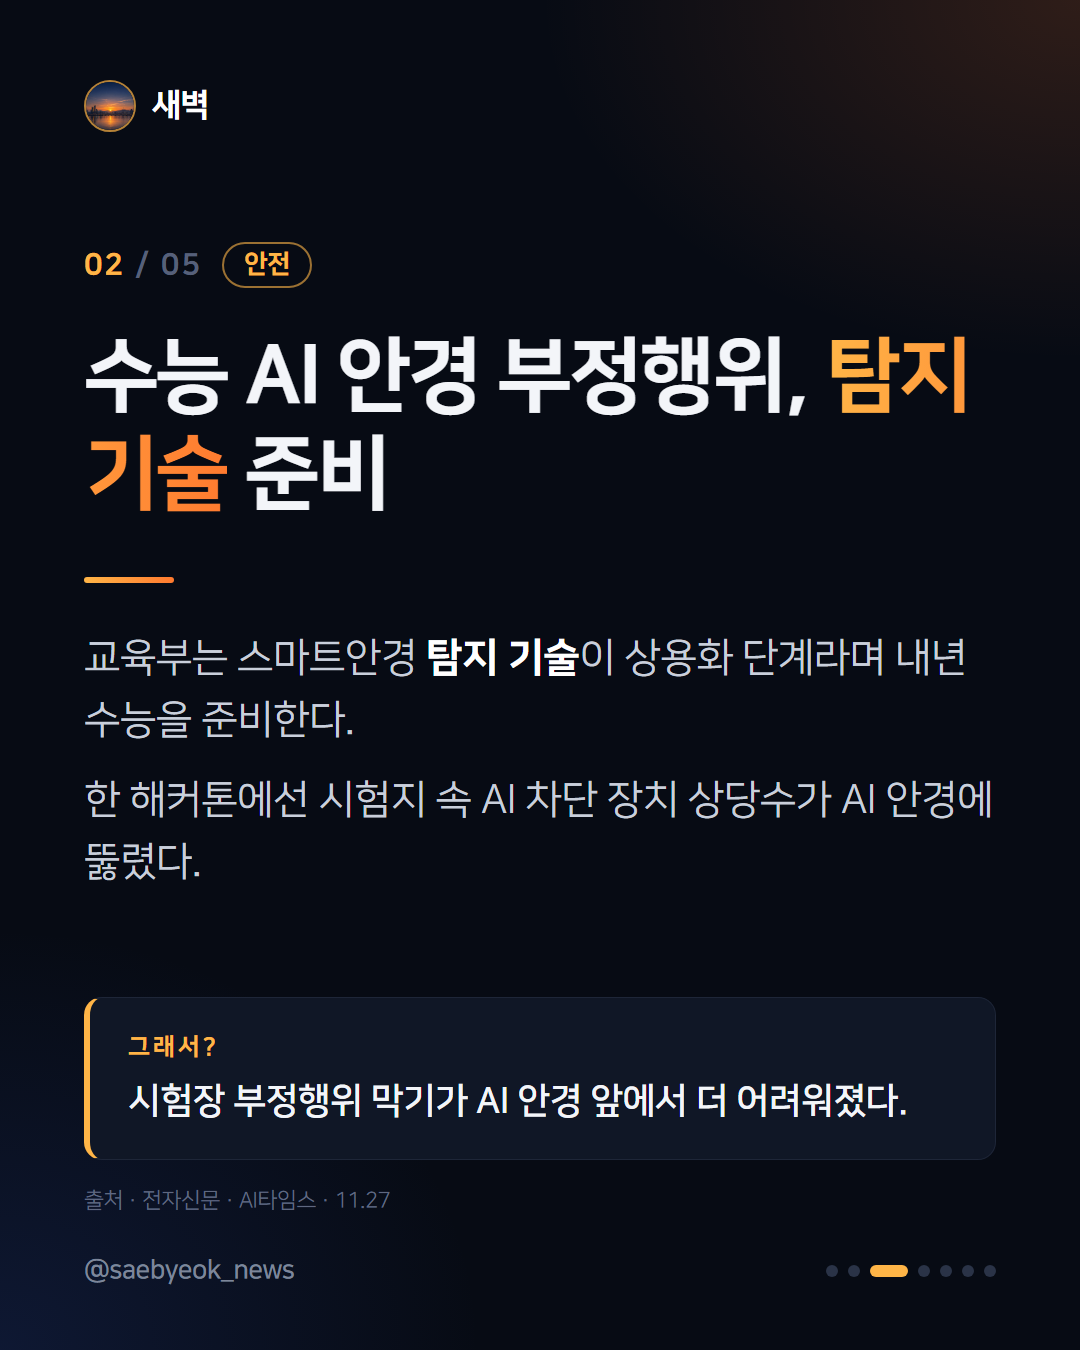 새벽
02 / 05 안전
수능 AI 안경 부정행위, 탐지
기술 준비
교육부는 스마트안경 탐지 기술이 상용화 단계라며 내년
수능을 준비한다.
한 해커톤에선 시험지 속 AI 차단 장치 상당수가 AI 안경에
뚫렸다.
그래서?
시험장 부정행위 막기가 AI 안경 앞에서 더 어려워졌다.
출처 · 전자신문 · AI타임스 · 11.27
@saebyeok_news